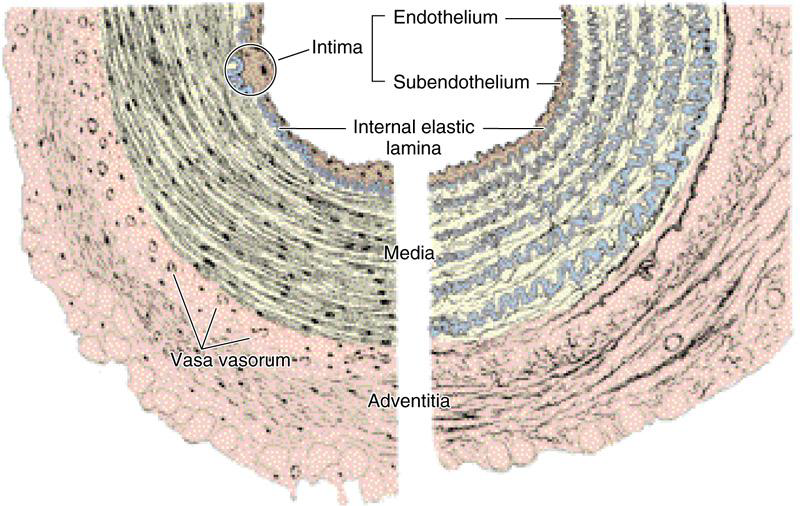 Endothelium
Intima
Subendothelium
Internal elastic
lamina
Media
Vasa vasorum
Adventitia